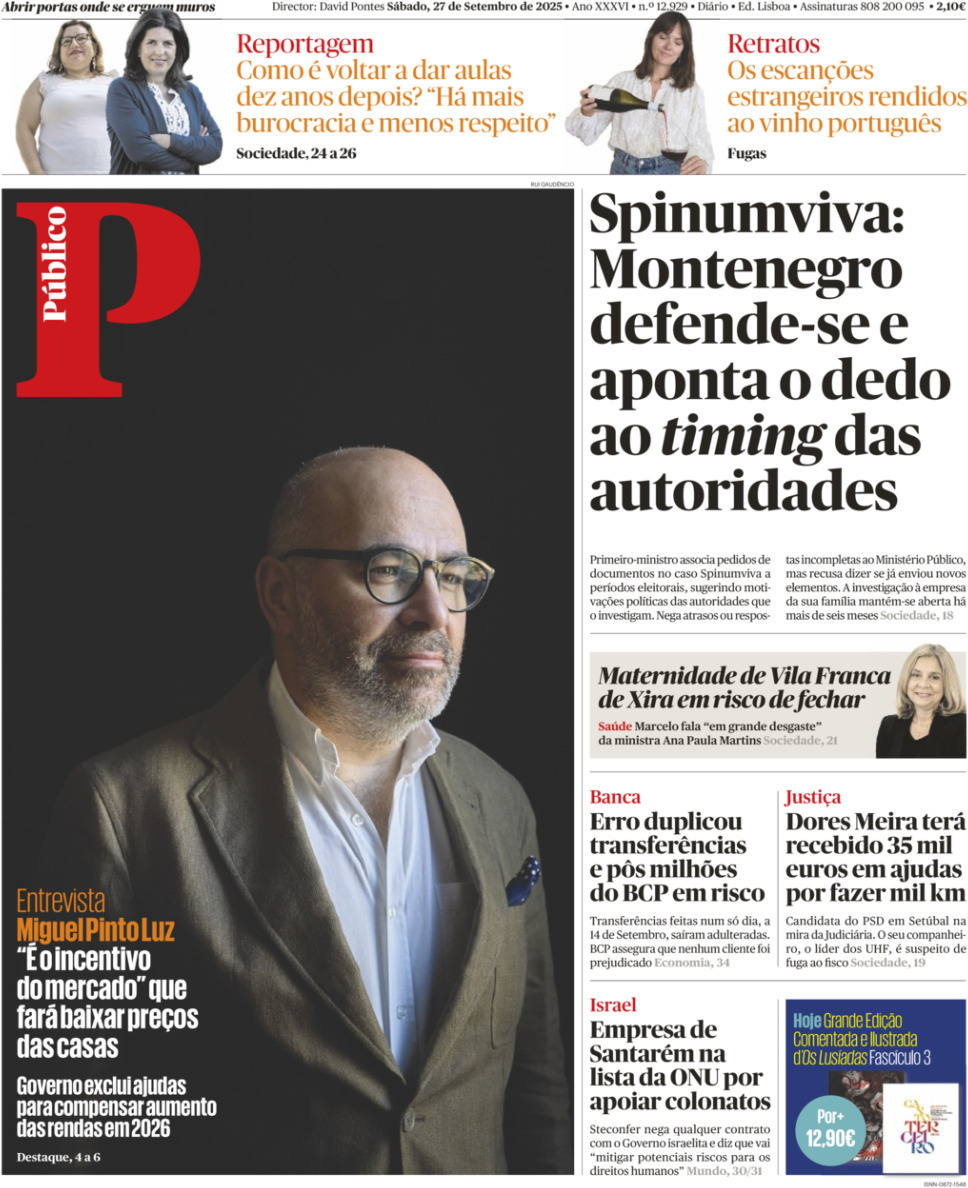 Abrir portas onde se erguem muros
Director: David Pontes Sábado, 27 de Setembro de 2025 • Ano XXXVI • n.º 12.929 • Diário • Ed. Lisboa • Assinaturas 808 200 095 • 2,10€
Reportagem
Como é voltar a dar aulas
dez anos depois? “Há mais
burocracia e menos respeito”
Sociedade, 24 a 26
Retratos
Os escanções
estrangeiros rendidos
ao vinho português
Fugas
RUI GAUDÊNCIO
P
Público
Entrevista
Miguel Pinto Luz
“É o incentivo
do mercado” que
fará baixar preços
das casas
Governo exclui ajudas
para compensar aumento
das rendas em 2026
Destaque, 4 a 6
Spinumviva:
Montenegro
defende-se e
aponta o dedo
ao timing das
autoridades
Primeiro-ministro associa pedidos de
documentos no caso Spinumviva a
períodos eleitorais, sugerindo moti-
vações políticas das autoridades que
o investigam. Nega atrasos ou respos-
tas incompletas ao Ministério Público,
mas recusa dizer se já enviou novos
elementos. A investigação à empresa
da sua família mantém-se aberta há
mais de seis meses Sociedade, 18
Maternidade de Vila Franca
de Xira em risco de fechar
Saúde Marcelo fala “em grande desgaste”
da ministra Ana Paula Martins Sociedade, 21
Banca
Erro duplicou
transferências
e pôs milhões
do BCP em risco
Transferências feitas num só dia, a
14 de Setembro, saíram adulteradas.
BCP assegura que nenhum cliente foi
prejudicado Economia, 34
Justiça
Dores Meira terá
recebido 35 mil
euros em ajudas
por fazer mil km
Candidata do PSD em Setúbal na
mira da Judiciária. O seu companhei-
ro, o líder dos UHF, é suspeito de
fuga ao fisco Sociedade, 19
Israel
Empresa de
Santarém na
lista da ONU por
apoiar colonatos
Steconfer nega qualquer contrato
com o Governo israelita e diz que vai
“mitigar potenciais riscos para os
direitos humanos” Mundo, 30/31
Hoje Grande Edição
Comentada e Ilustrada
d’Os Lusíadas Fascículo 3
Por +
12,90€
CAN
TER
CEI
RO
ISNN-0872-1548